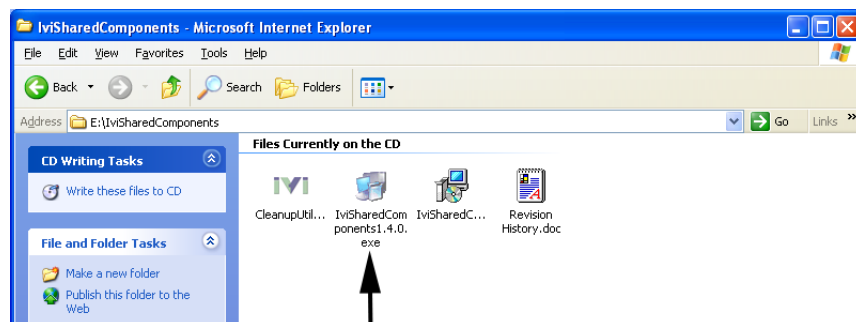 IviSharedComponents - Microsoft Internet Explorer
File Edit View Favorites Tools Help
Back Search Folders
Address E:\IviSharedComponents Go Links »
Files Currently on the CD
CD Writing Tasks
Write these files to CD
IVI
CleanupUtil... IviSharedCom IviSharedC... Revision
ponents1.4.0. History.doc
exe
File and Folder Tasks
Make a new folder
Publish this folder to the
Web